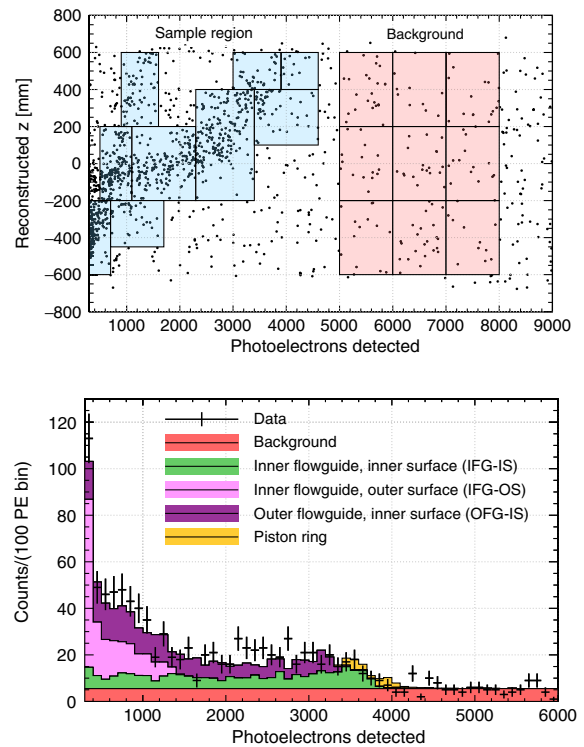 Sample region Background
800
600
400
200
0
−200
−400
−600
−800
Reconstructed z [mm]
1000 2000 3000 4000 5000 6000 7000 8000 9000
Photoelectrons detected
120
100
80
60
40
20
0
Counts/(100 PE bin)
Data
Background
Inner flowguide, inner surface (IFG-IS)
Inner flowguide, outer surface (IFG-OS)
Outer flowguide, inner surface (OFG-IS)
Piston ring
1000 2000 3000 4000 5000 6000
Photoelectrons detected